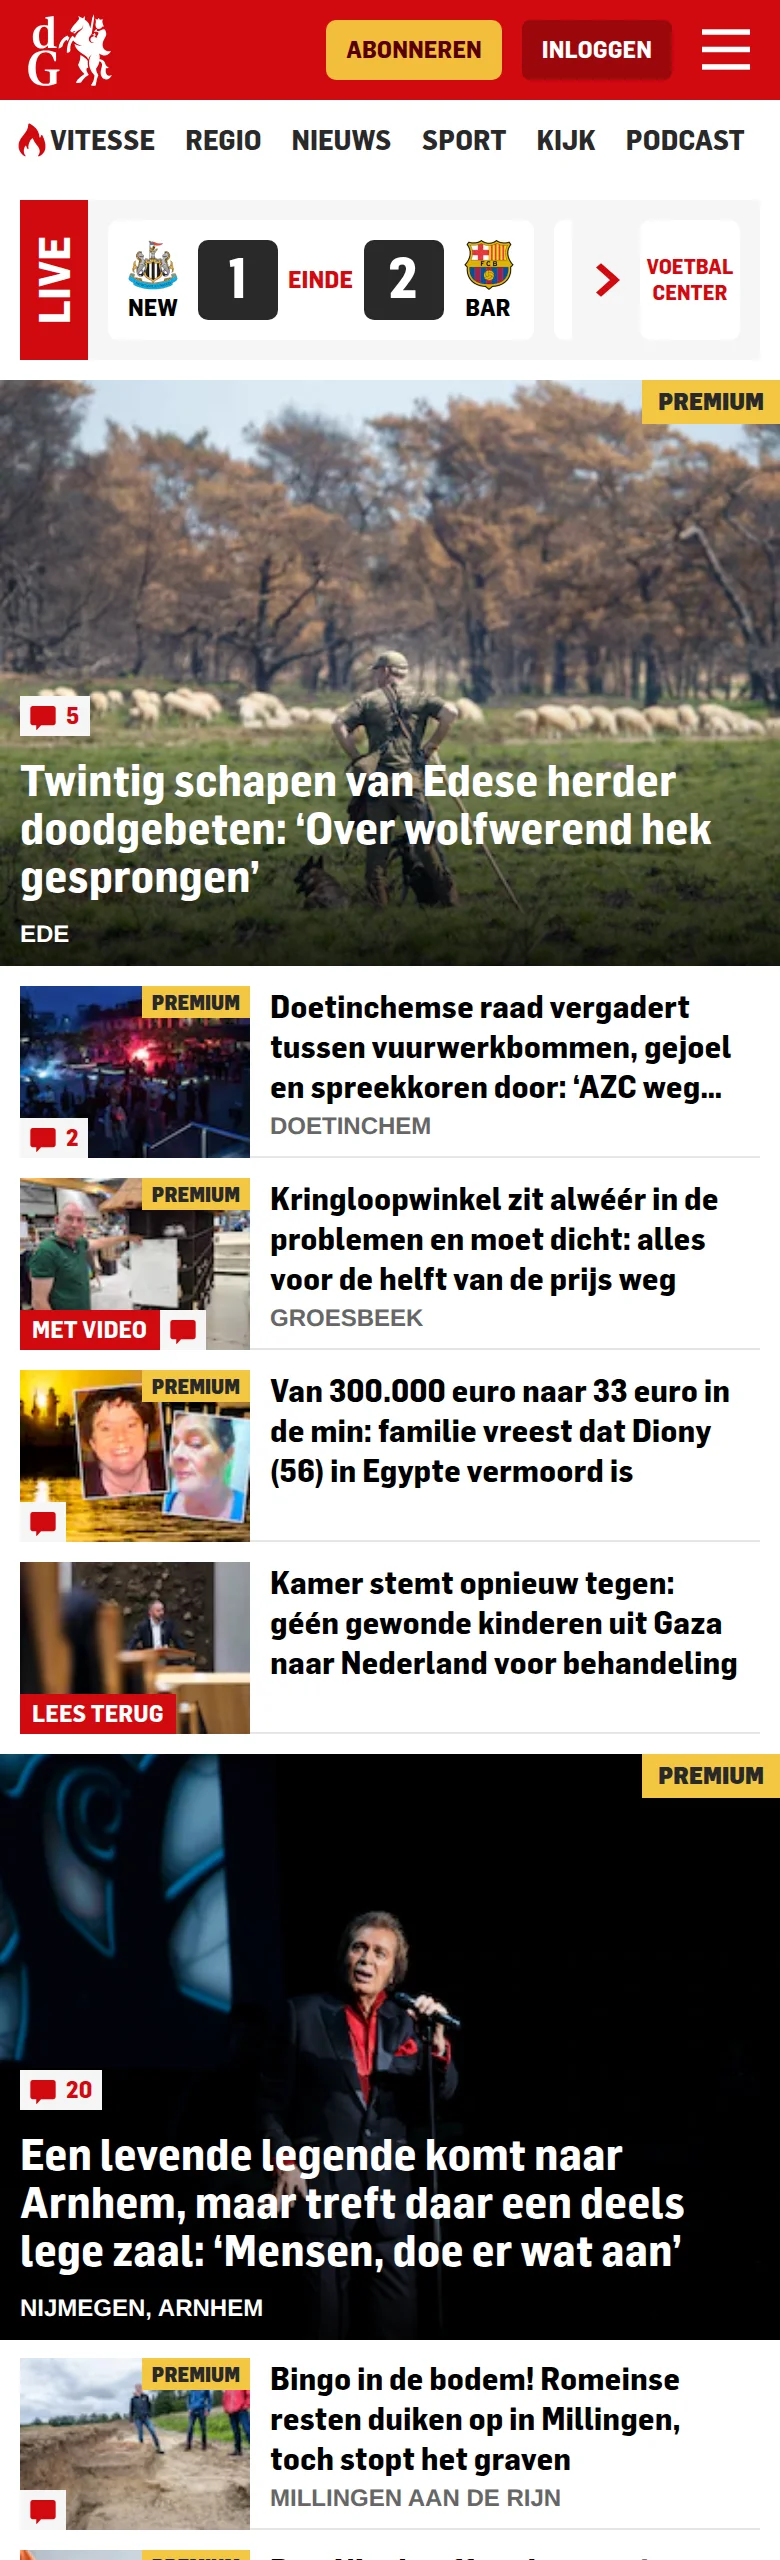 dG
ABONNEREN
INLOGGEN
VITESSE REGIO NIEUWS SPORT KIJK PODCAST
LIVE
NEW
1
EINDE
2
FCB
BAR
VOETBAL
CENTER
PREMIUM
5
Twintig schapen van Edese herder
doodgebeten: ‘Over wolfwerend hek
gesprongen’
EDE
PREMIUM
2
Doetinchemse raad vergadert
tussen vuurwerkbommen, gejoel
en spreekkoren door: ‘AZC weg...
DOETINCHEM
PREMIUM
MET VIDEO
Kringloopwinkel zit alwéér in de
problemen en moet dicht: alles
voor de helft van de prijs weg
GROESBEEK
PREMIUM
Van 300.000 euro naar 33 euro in
de min: familie vreest dat Diony
(56) in Egypte vermoord is
LEES TERUG
Kamer stemt opnieuw tegen:
géén gewonde kinderen uit Gaza
naar Nederland voor behandeling
PREMIUM
20
Een levende legende komt naar
Arnhem, maar treft daar een deels
lege zaal: ‘Mensen, doe er wat aan’
NIJMEGEN, ARNHEM
PREMIUM
Bingo in de bodem! Romeinse
resten duiken op in Millingen,
toch stopt het graven
MILLINGEN AAN DE RIJN